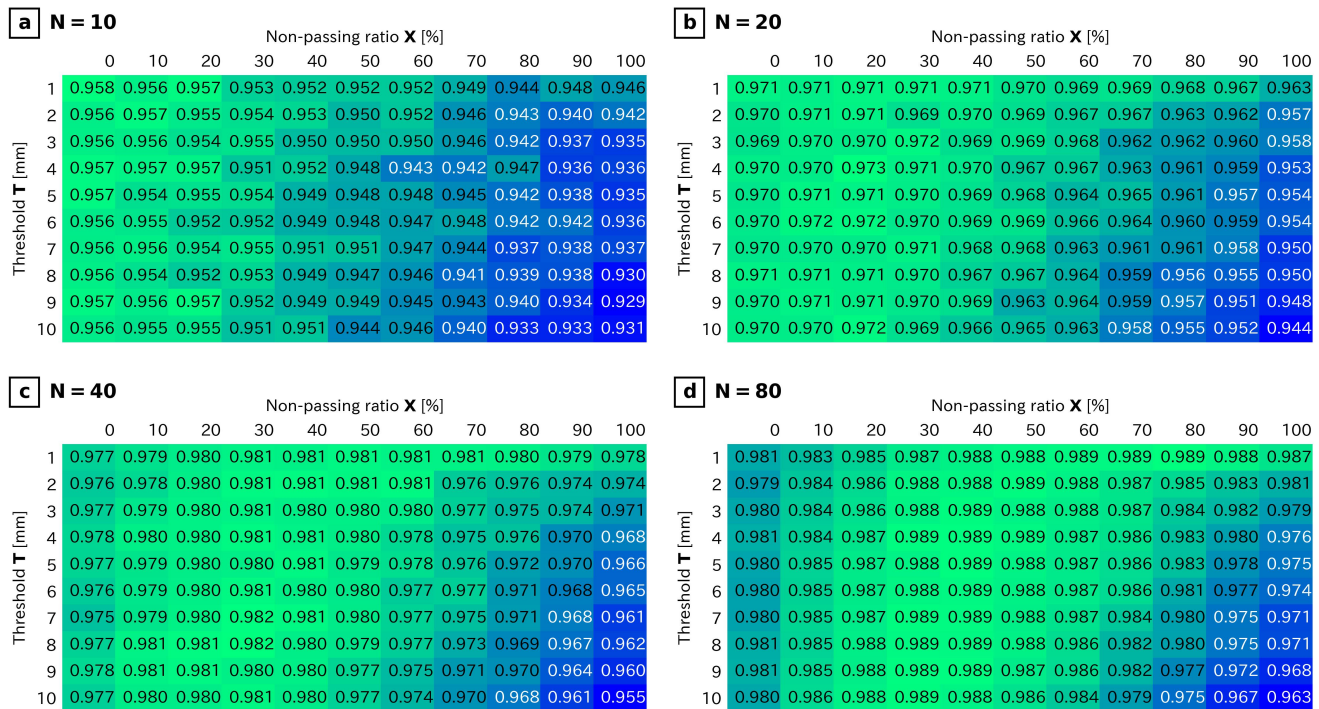 a N = 10
Non-passing ratio X [%]
0 10 20 30 40 50 60 70 80 90 100
Threshold T [mm]
1 0.958 0.956 0.957 0.953 0.952 0.952 0.952 0.949 0.944 0.948 0.946
2 0.956 0.957 0.955 0.954 0.953 0.950 0.952 0.946 0.943 0.940 0.942
3 0.956 0.956 0.954 0.955 0.950 0.950 0.950 0.946 0.942 0.937 0.935
4 0.957 0.957 0.957 0.951 0.952 0.948 0.943 0.942 0.947 0.936 0.936
5 0.957 0.954 0.955 0.954 0.949 0.948 0.948 0.945 0.942 0.938 0.935
6 0.956 0.955 0.952 0.952 0.949 0.948 0.947 0.948 0.942 0.942 0.936
7 0.956 0.956 0.954 0.955 0.951 0.951 0.947 0.944 0.937 0.938 0.937
8 0.956 0.954 0.952 0.953 0.949 0.947 0.946 0.941 0.939 0.938 0.930
9 0.957 0.956 0.957 0.952 0.949 0.949 0.945 0.943 0.940 0.934 0.929
10 0.956 0.955 0.955 0.951 0.951 0.944 0.946 0.940 0.933 0.933 0.931
b N = 20
Non-passing ratio X [%]
0 10 20 30 40 50 60 70 80 90 100
Threshold T [mm]
1 0.971 0.971 0.971 0.971 0.971 0.970 0.969 0.969 0.968 0.967 0.963
2 0.970 0.971 0.971 0.969 0.970 0.969 0.967 0.967 0.963 0.962 0.957
3 0.969 0.970 0.970 0.972 0.969 0.969 0.968 0.962 0.962 0.960 0.958
4 0.970 0.970 0.973 0.971 0.970 0.967 0.967 0.963 0.961 0.959 0.953
5 0.970 0.971 0.971 0.970 0.969 0.968 0.964 0.965 0.961 0.957 0.954
6 0.970 0.972 0.972 0.970 0.969 0.969 0.966 0.964 0.960 0.959 0.954
7 0.970 0.970 0.970 0.971 0.968 0.968 0.963 0.961 0.961 0.958 0.950
8 0.971 0.971 0.971 0.970 0.967 0.967 0.964 0.959 0.956 0.955 0.950
9 0.970 0.971 0.971 0.970 0.969 0.963 0.964 0.959 0.957 0.951 0.948
10 0.970 0.970 0.972 0.969 0.966 0.965 0.963 0.958 0.955 0.952 0.944
c N = 40
Non-passing ratio X [%]
0 10 20 30 40 50 60 70 80 90 100
Threshold T [mm]
1 0.977 0.979 0.980 0.981 0.981 0.981 0.981 0.981 0.980 0.979 0.978
2 0.976 0.978 0.980 0.981 0.981 0.981 0.981 0.976 0.976 0.974 0.974
3 0.977 0.979 0.980 0.981 0.980 0.980 0.980 0.977 0.975 0.974 0.971
4 0.978 0.980 0.980 0.981 0.981 0.980 0.978 0.975 0.976 0.970 0.968
5 0.977 0.979 0.980 0.980 0.981 0.979 0.978 0.976 0.972 0.970 0.966
6 0.976 0.979 0.980 0.981 0.980 0.980 0.977 0.977 0.971 0.968 0.965
7 0.975 0.979 0.980 0.982 0.981 0.980 0.977 0.975 0.971 0.968 0.961
8 0.978 0.981 0.981 0.982 0.980 0.979 0.977 0.973 0.969 0.967 0.962
9 0.978 0.981 0.981 0.980 0.980 0.977 0.975 0.971 0.970 0.964 0.960
10 0.977 0.980 0.980 0.981 0.980 0.977 0.974 0.970 0.968 0.961 0.955
d N = 80
Non-passing ratio X [%]
0 10 20 30 40 50 60 70 80 90 100
Threshold T [mm]
1 0.981 0.983 0.985 0.987 0.988 0.988 0.989 0.989 0.989 0.988 0.987
2 0.979 0.984 0.986 0.988 0.988 0.989 0.988 0.987 0.985 0.983 0.981
3 0.980 0.984 0.986 0.988 0.989 0.988 0.988 0.987 0.984 0.982 0.979
4 0.981 0.984 0.987 0.988 0.989 0.989 0.987 0.986 0.983 0.980 0.976
5 0.980 0.985 0.987 0.988 0.989 0.988 0.987 0.986 0.983 0.978 0.975
6 0.980 0.985 0.987 0.988 0.989 0.988 0.987 0.986 0.981 0.977 0.974
7 0.980 0.985 0.987 0.989 0.989 0.988 0.987 0.984 0.980 0.975 0.971
8 0.981 0.985 0.988 0.989 0.989 0.988 0.986 0.982 0.980 0.975 0.971
9 0.981 0.985 0.988 0.989 0.989 0.987 0.986 0.982 0.977 0.972 0.968
10 0.980 0.986 0.988 0.989 0.988 0.986 0.984 0.979 0.975 0.967 0.963